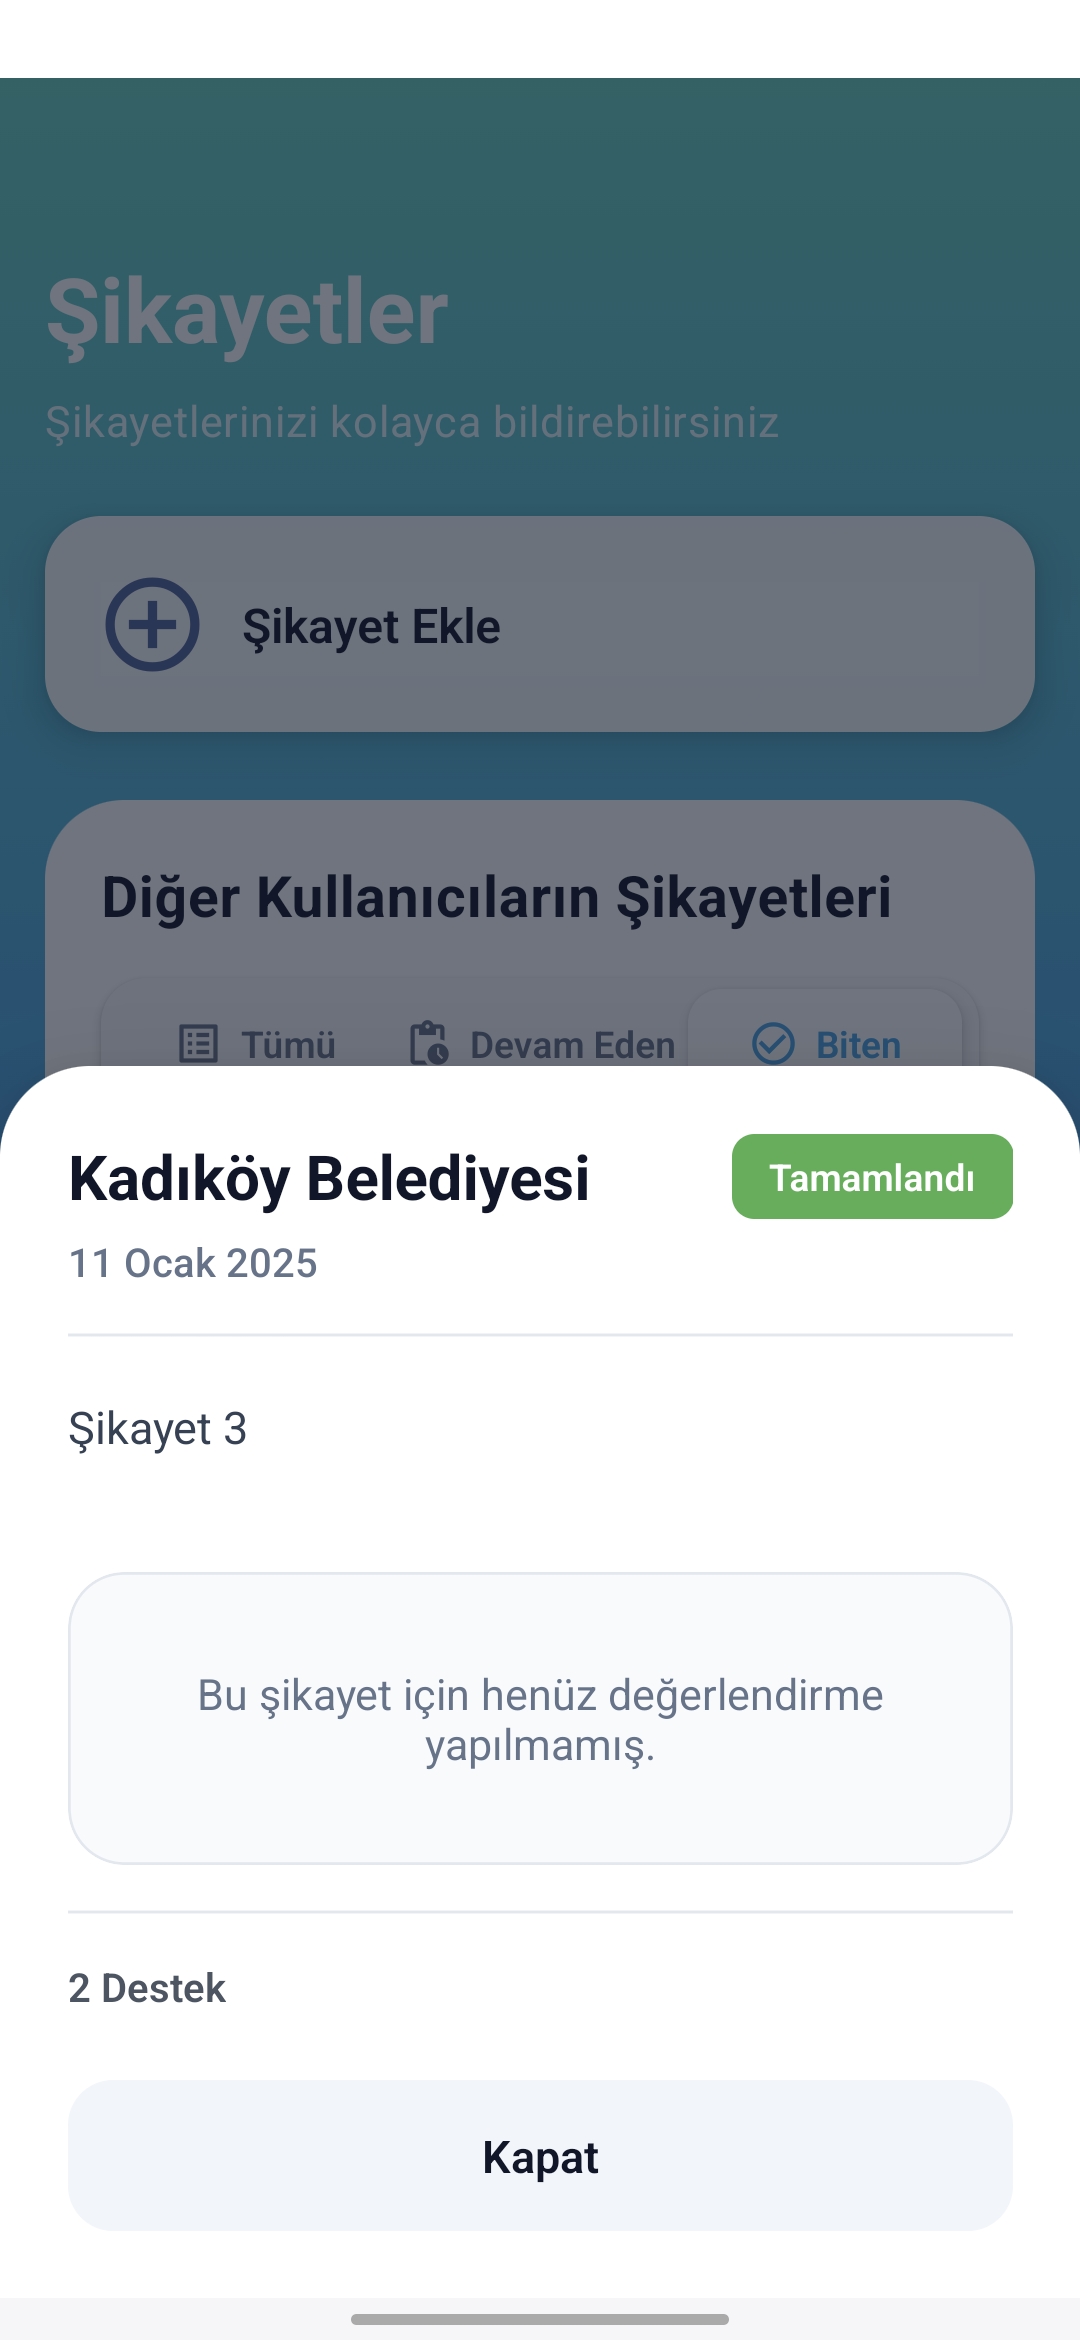 Şikayetler
Şikayetlerinizi kolayca bildirebilirsiniz
Şikayet Ekle
Diğer Kullanıcıların Şikayetleri
Tümü
Devam Eden
Biten
Kadıköy Belediyesi
Tamamlandı
11 Ocak 2025
Şikayet 3
Bu şikayet için henüz değerlendirme
yapılmamış.
2 Destek
Kapat